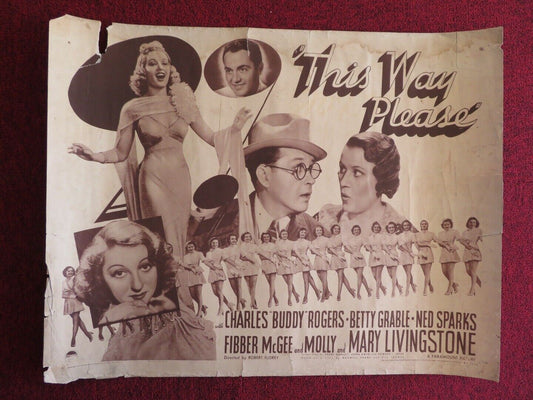 'This Way
Please'
with
CHARLES 'BUDDY' ROGERS · BETTY GRABLE · NED SPARKS
FIBBER McGEE and MOLLY and MARY LIVINGSTONE
Directed by ROBERT FLOREY
A PARAMOUNT PICTURE